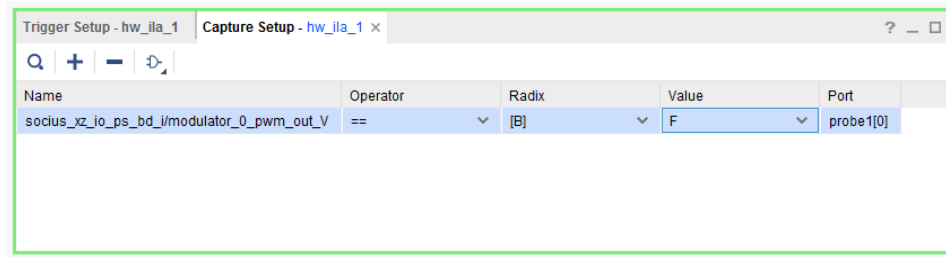 Trigger Setup - hw_ila_1 Capture Setup - hw_ila_1 × ?
Name Operator Radix Value Port
socius_xz_io_ps_bd_i/modulator_0_pwm_out_V == [B] F probe1[0]